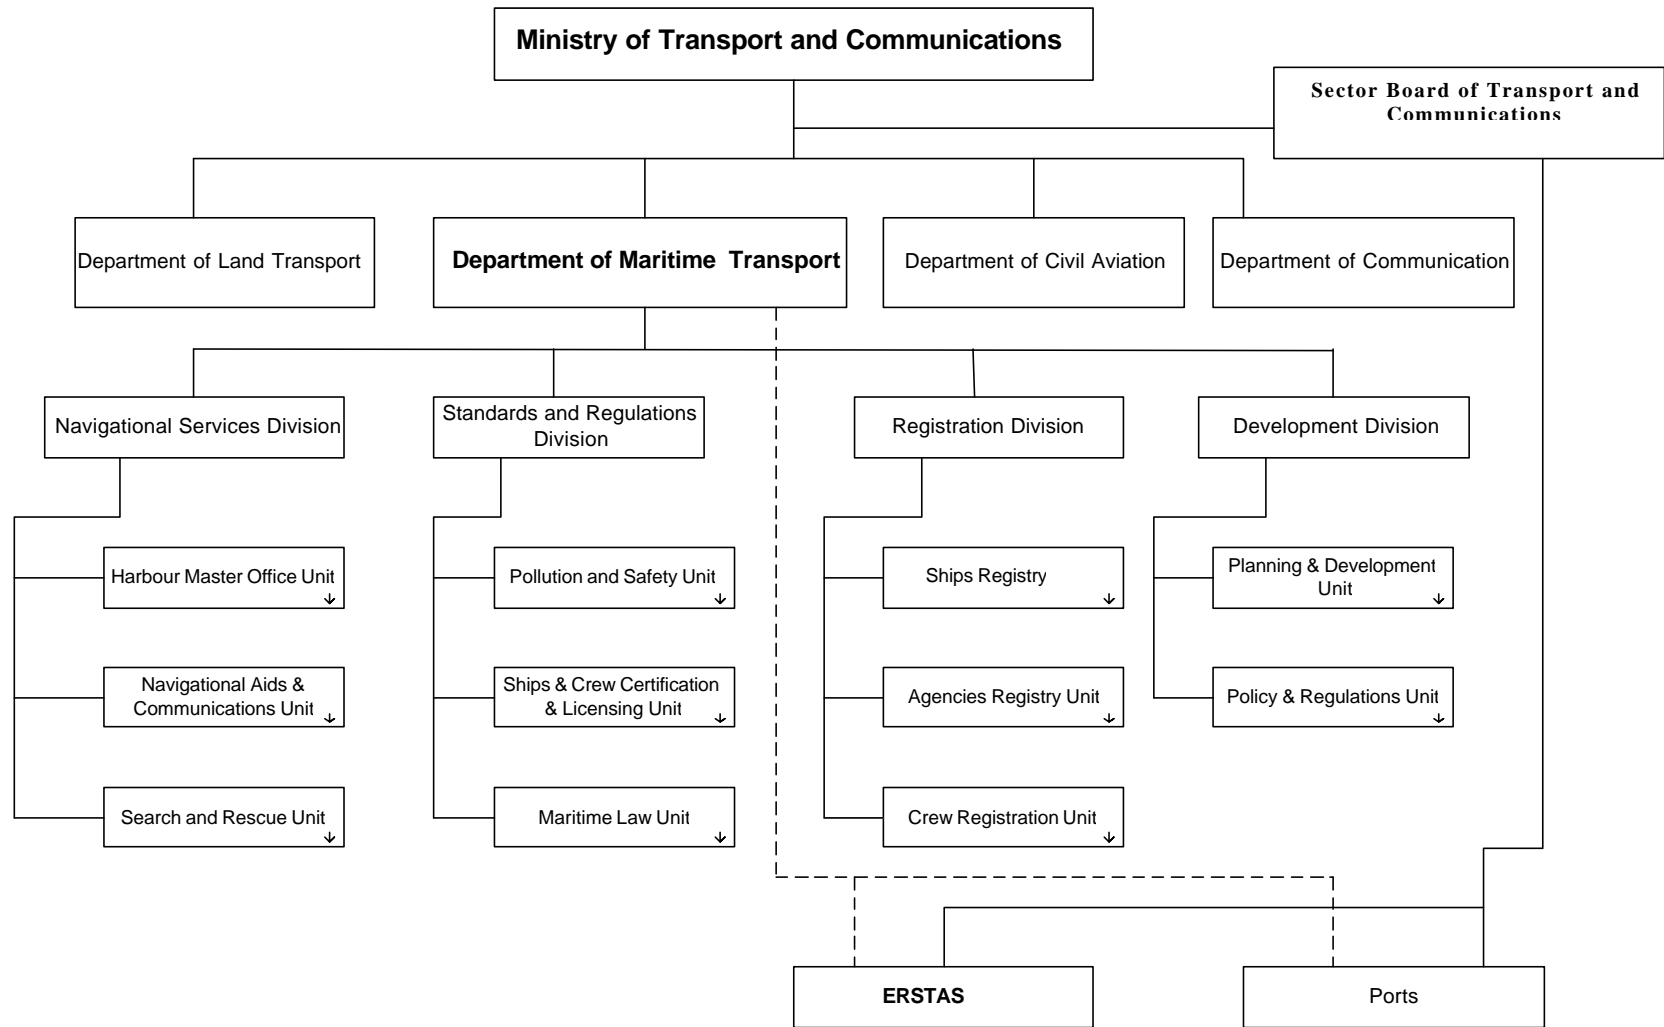 Ministry of Transport and Communications
Sector Board of Transport and
Communications
Department of Land Transport
Department of Maritime Transport
Department of Civil Aviation
Department of Communication
Navigational Services Division
Standards and Regulations
Division
Registration Division
Development Division
Harbour Master Office Unit
Pollution and Safety Unit
Ships Registry
Planning & Development
Unit
Navigational Aids &
Communications Unit
Ships & Crew Certification
& Licensing Unit
Agencies Registry Unit
Policy & Regulations Unit
Search and Rescue Unit
Maritime Law Unit
Crew Registration Unit
ERSTAS
Ports